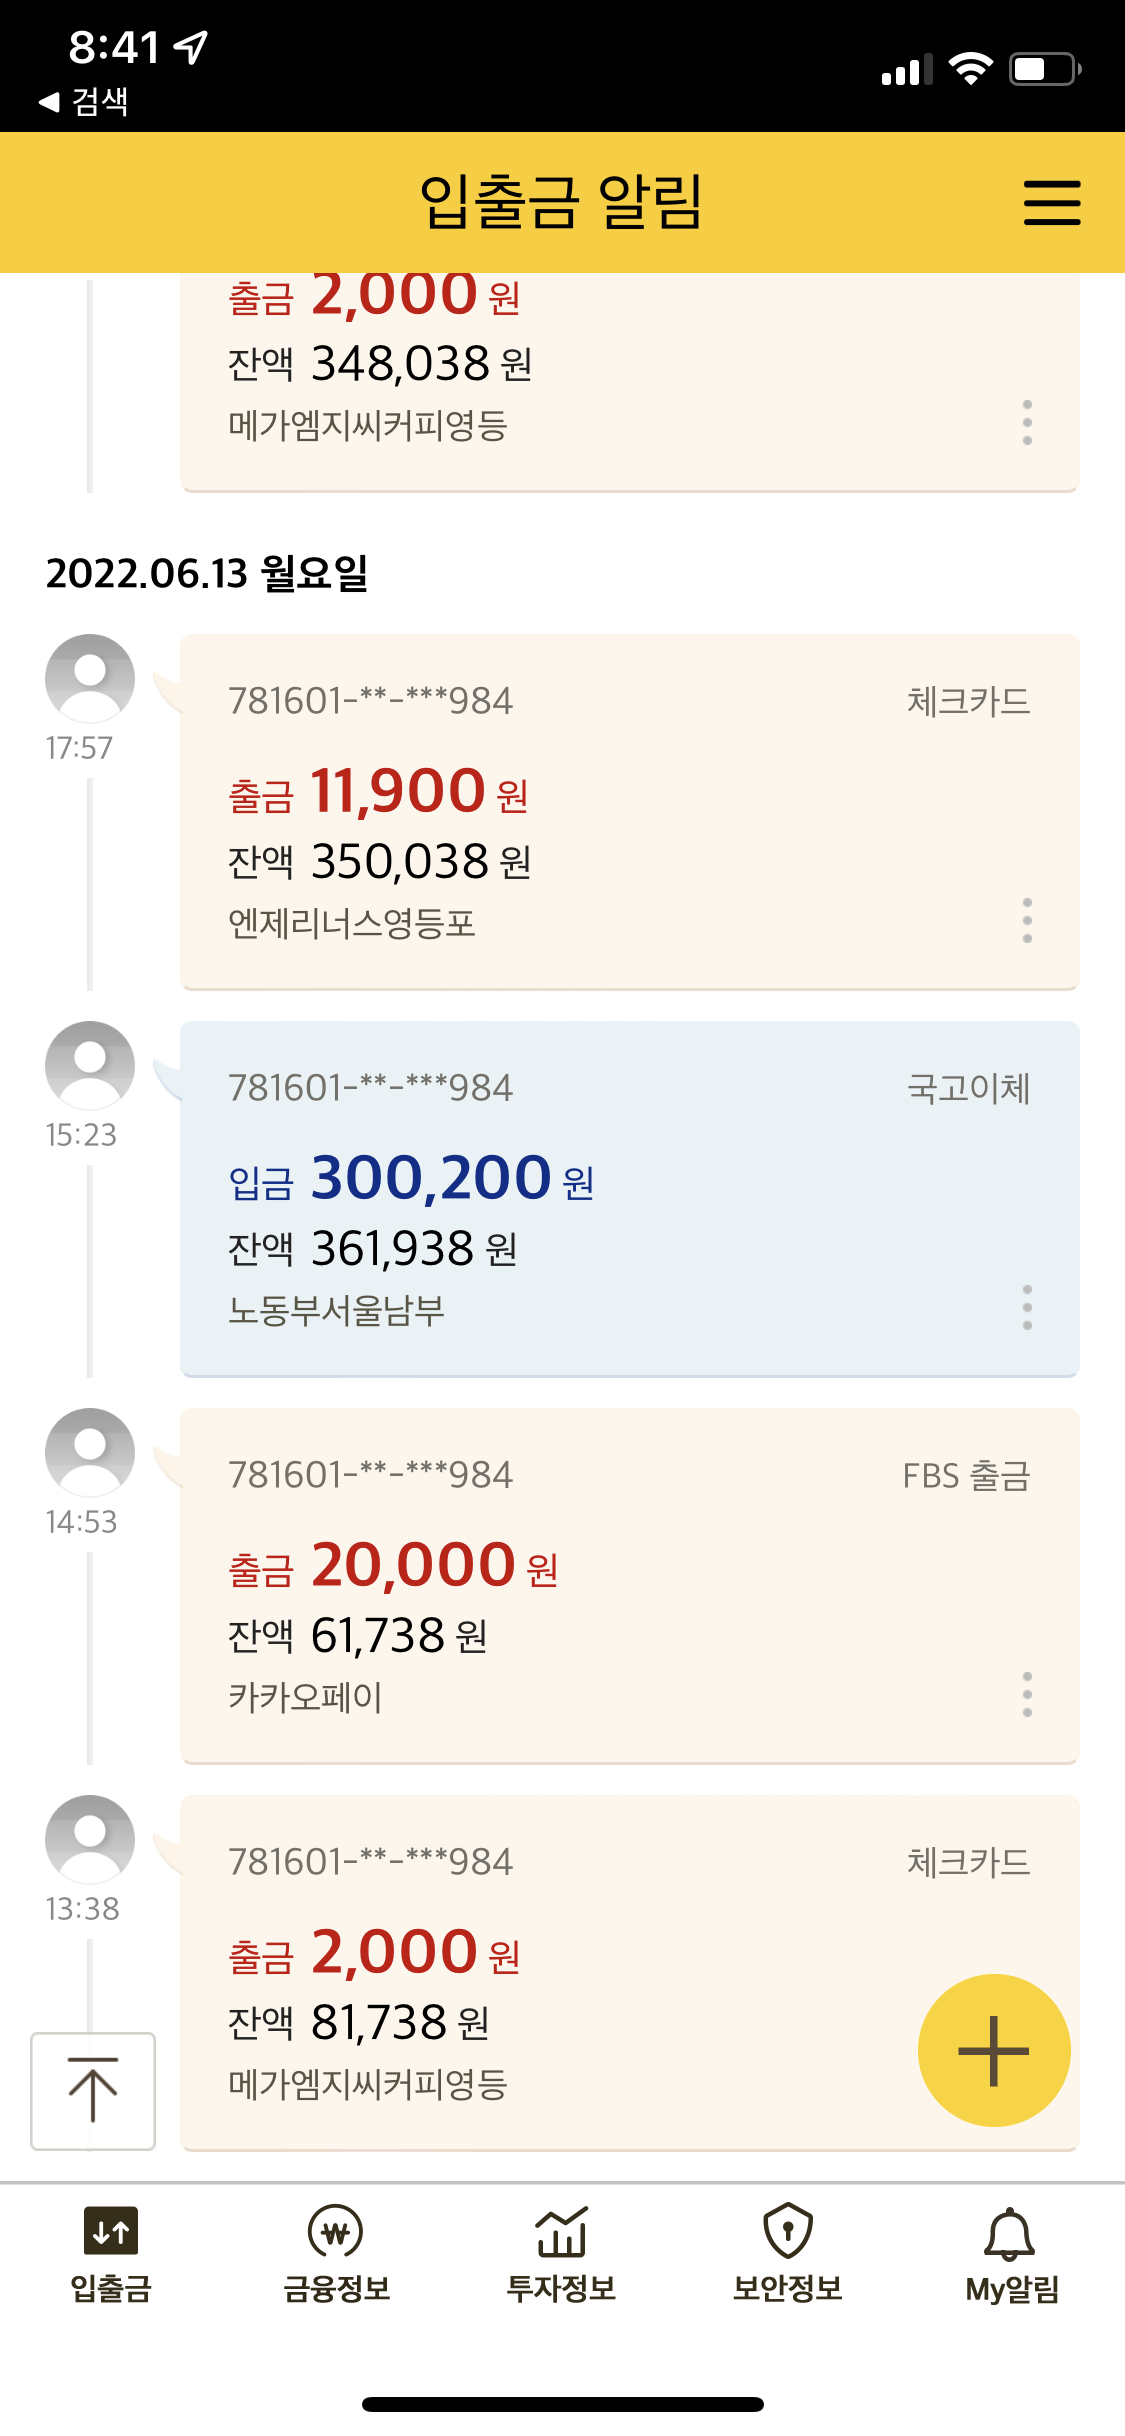 8:41
검색
입출금 알림
출금 2,000 원
잔액 348,038 원
메가엠지씨커피영등
2022.06.13 월요일
781601-**-***984 체크카드
17:57
출금 11,900 원
잔액 350,038 원
엔제리너스영등포
781601-**-***984 국고이체
15:23
입금 300,200 원
잔액 361,938 원
노동부서울남부
781601-**-***984 FBS 출금
14:53
출금 20,000 원
잔액 61,738 원
카카오페이
781601-**-***984 체크카드
13:38
출금 2,000 원
잔액 81,738 원
메가엠지씨커피영등
입출금 금융정보 투자정보 보안정보 My알림